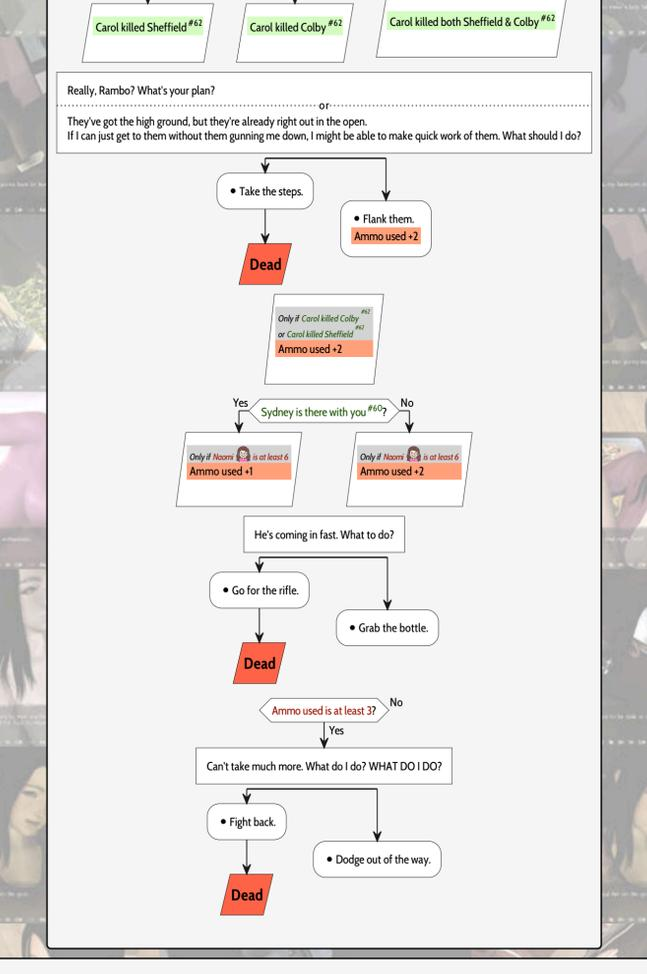 Carol killed Sheffield #62
Carol killed Colby #62
Carol killed both Sheffield & Colby #62
Really, Rambo? What's your plan?
or
They've got the high ground, but they're already right out in the open.
If I can just get to them without them gunning me down, I might be able to make quick work of them. What should I do?
• Take the steps.
• Flank them.
Ammo used +2
Dead
Only if Carol killed Colby #62
or Carol killed Sheffield #62
Ammo used +2
Yes
Sydney is there with you #60?
No
Only if Naomi is at least 6
Ammo used +1
Only if Naomi is at least 6
Ammo used +2
He's coming in fast. What to do?
• Go for the rifle.
• Grab the bottle.
Dead
Ammo used is at least 3?
No
Yes
Can't take much more. What do I do? WHAT DO I DO?
• Fight back.
• Dodge out of the way.
Dead